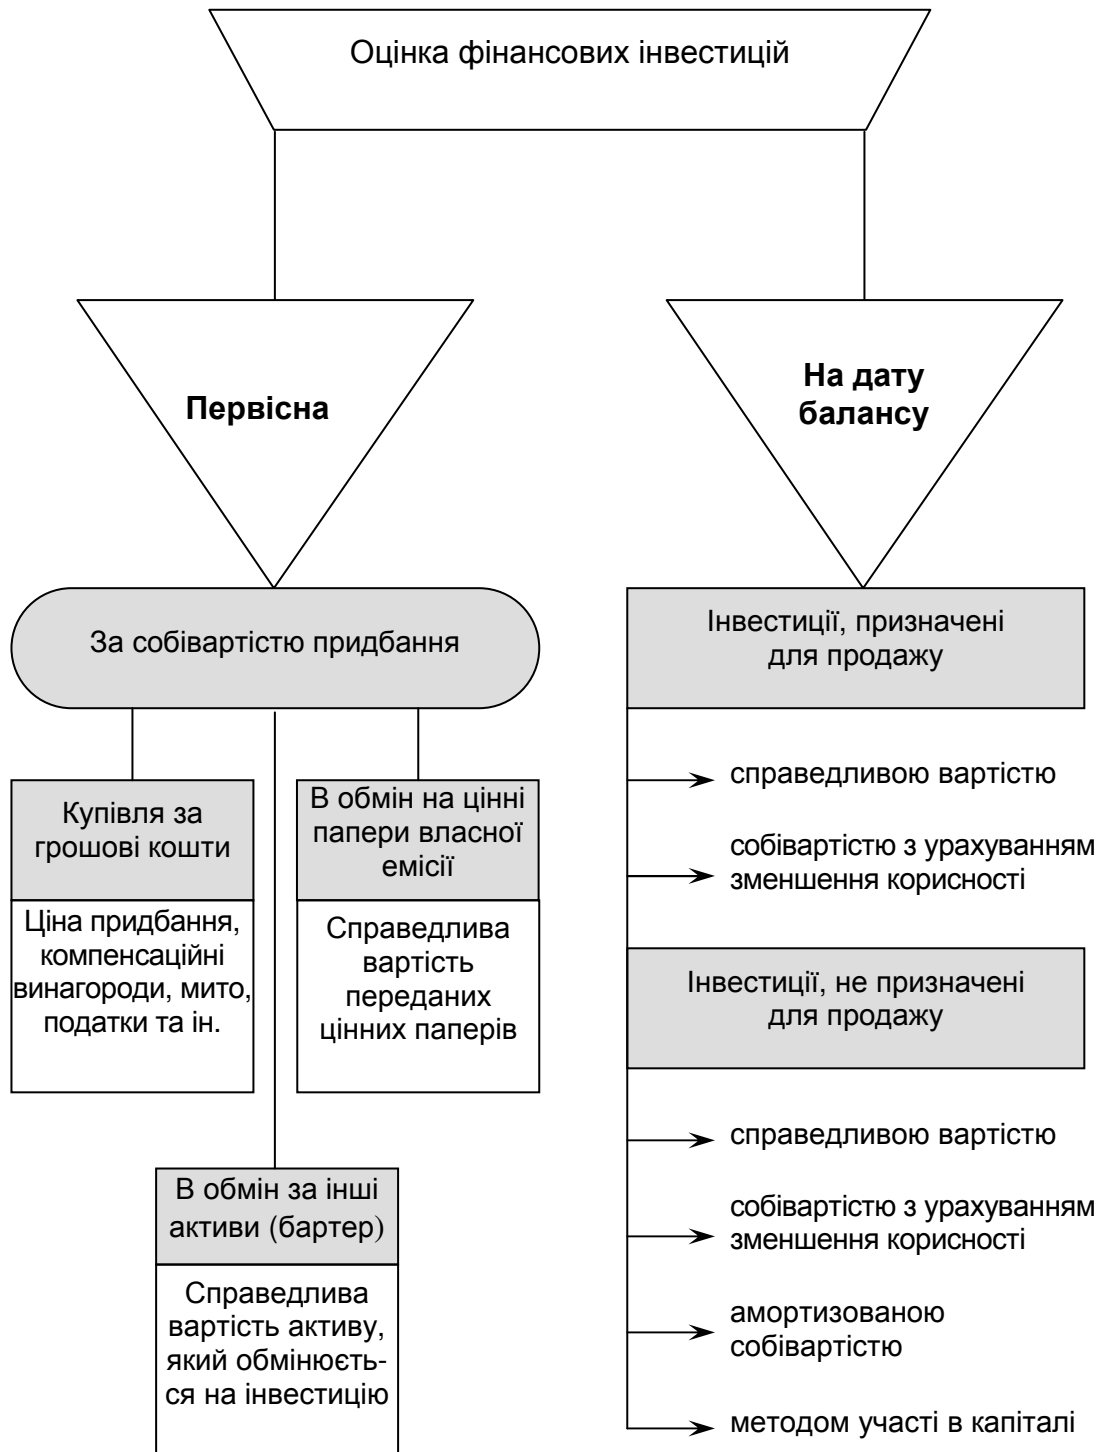 Оцінка фінансових інвестицій
Первісна
На дату
балансу
За собівартістю придбання
Купівля за
грошові кошти
Ціна придбання,
компенсаційні
винагороди, мито,
податки та ін.
В обмін на цінні
папери власної
емісії
Справедлива
вартість
переданих
цінних паперів
В обмін за інші
активи (бартер)
Справедлива
вартість активу,
який обмінюєть-
ся на інвестицію
Інвестиції, призначені
для продажу
справедливою вартістю
собівартістю з урахуванням
зменшення корисності
Інвестиції, не призначені
для продажу
справедливою вартістю
собівартістю з урахуванням
зменшення корисності
амортизованою
собівартістю
методом участі в капіталі